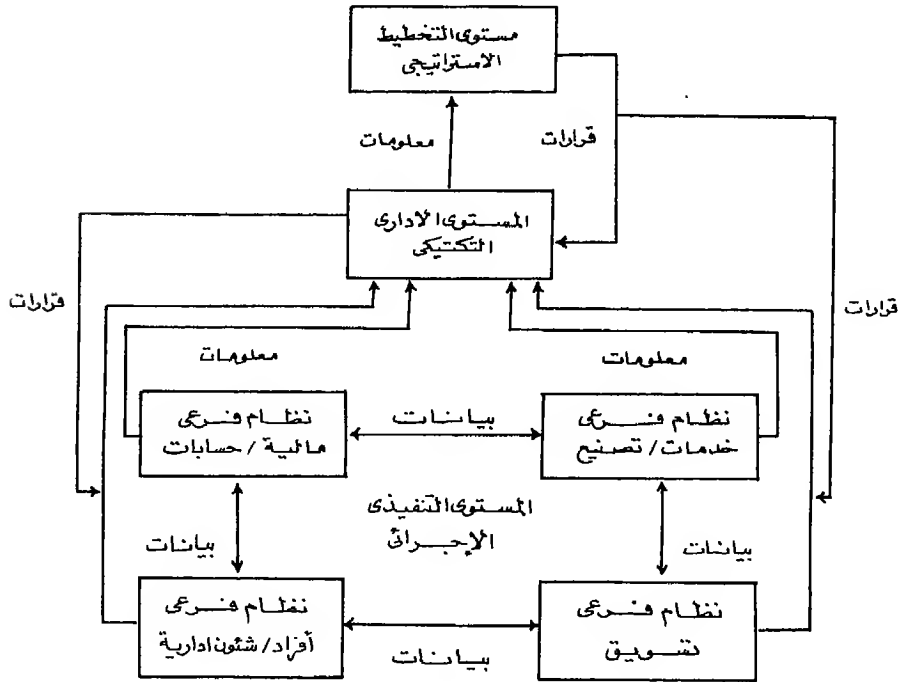 مستوى التخطيط
الاستراتيجى
معلومات
قرارات
المستوى الادارى
التكتيكى
قرارات
قرارات
معلومات
معلومات
نظام فرعى
خدمات / تصنيع
بيانات
نظام فرعى
مالية / حسابات
المستوى التنفيذى
الإجرائى
بيانات
بيانات
نظام فرعى
تسويق
نظام فرعى
أفراد / شئون ادارية
بيانات